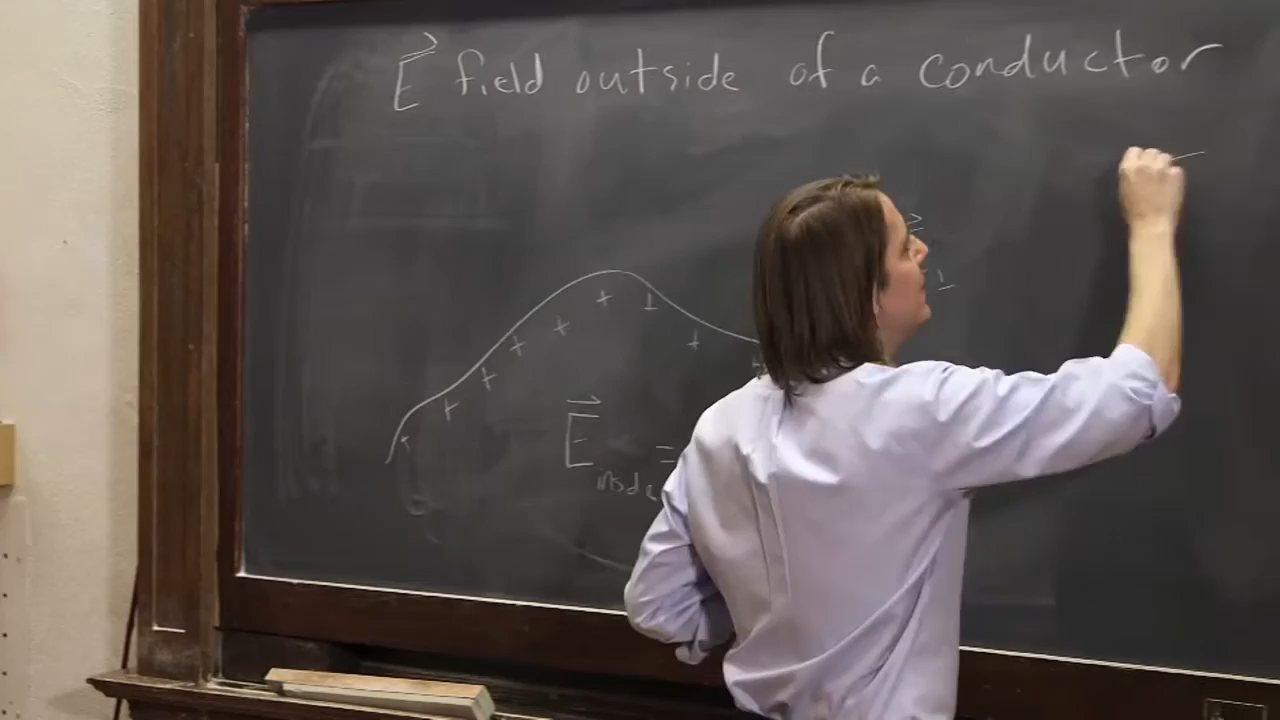 E⃗ field outside of a conductor
⊥
+ + + + + + + + +
E⃗ inside =